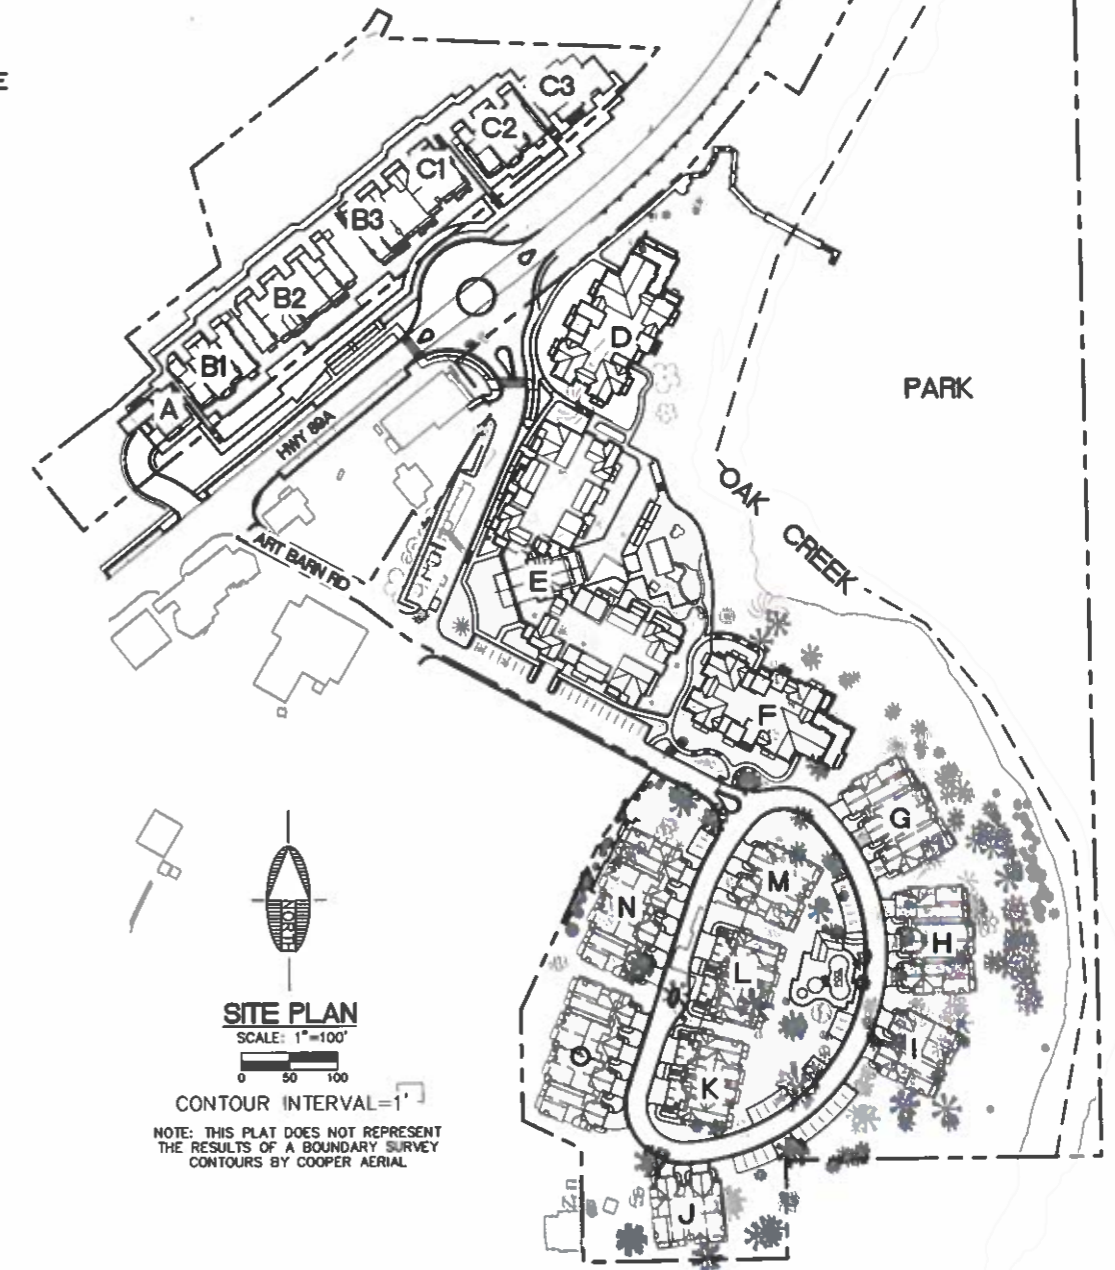 E
C3
C2
C1
B3
B2
B1
A
D
HWY 89A
PARK
OAK CREEK
ART BARN RD
E
F
G
M
N
H
L
I
O
K
J
NORTH
SITE PLAN
SCALE: 1"=100'
0 50 100
CONTOUR INTERVAL=1'
NOTE: THIS PLAT DOES NOT REPRESENT
THE RESULTS OF A BOUNDARY SURVEY
CONTOURS BY COOPER AERIAL